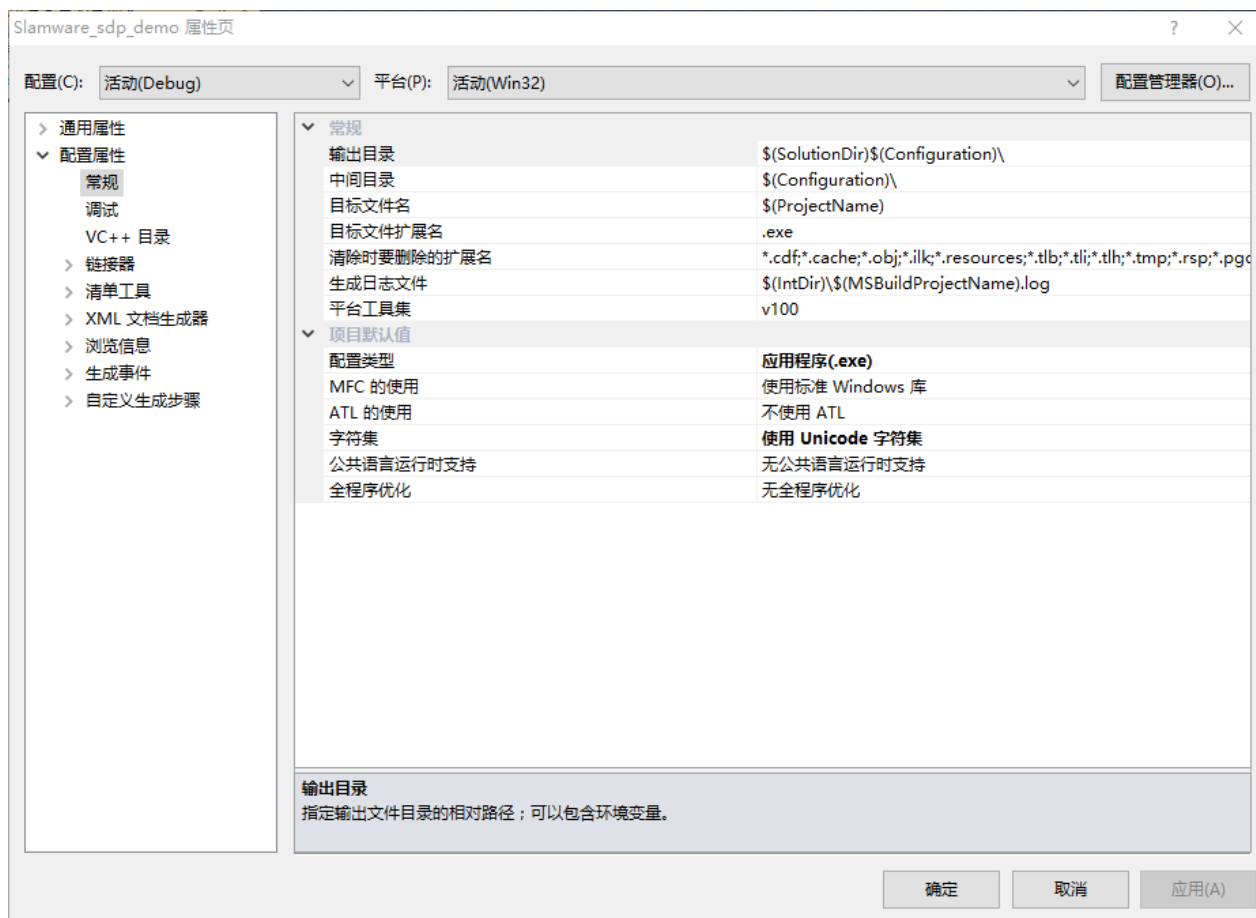 Slamware_sdp_demo 属性页
配置(C): 活动(Debug) 平台(P): 活动(Win32) 配置管理器(O)...
通用属性
配置属性
常规
调试
VC++ 目录
链接器
清单工具
XML 文档生成器
浏览信息
生成事件
自定义生成步骤
常规
输出目录 $(SolutionDir)$(Configuration)\
中间目录 $(Configuration)\
目标文件名 $(ProjectName)
目标文件扩展名 .exe
清除时要删除的扩展名 *.cdf;*.cache;*.obj;*.ilk;*.resources;*.tlb;*.tli;*.tlh;*.tmp;*.rsp;*.pgc
生成日志文件 $(IntDir)\$(MSBuildProjectName).log
平台工具集 v100
项目默认值
配置类型 应用程序(.exe)
MFC 的使用 使用标准 Windows 库
ATL 的使用 不使用 ATL
字符集 使用 Unicode 字符集
公共语言运行时支持 无公共语言运行时支持
全程序优化 无全程序优化
输出目录
指定输出文件目录的相对路径；可以包含环境变量。
确定 取消 应用(A)